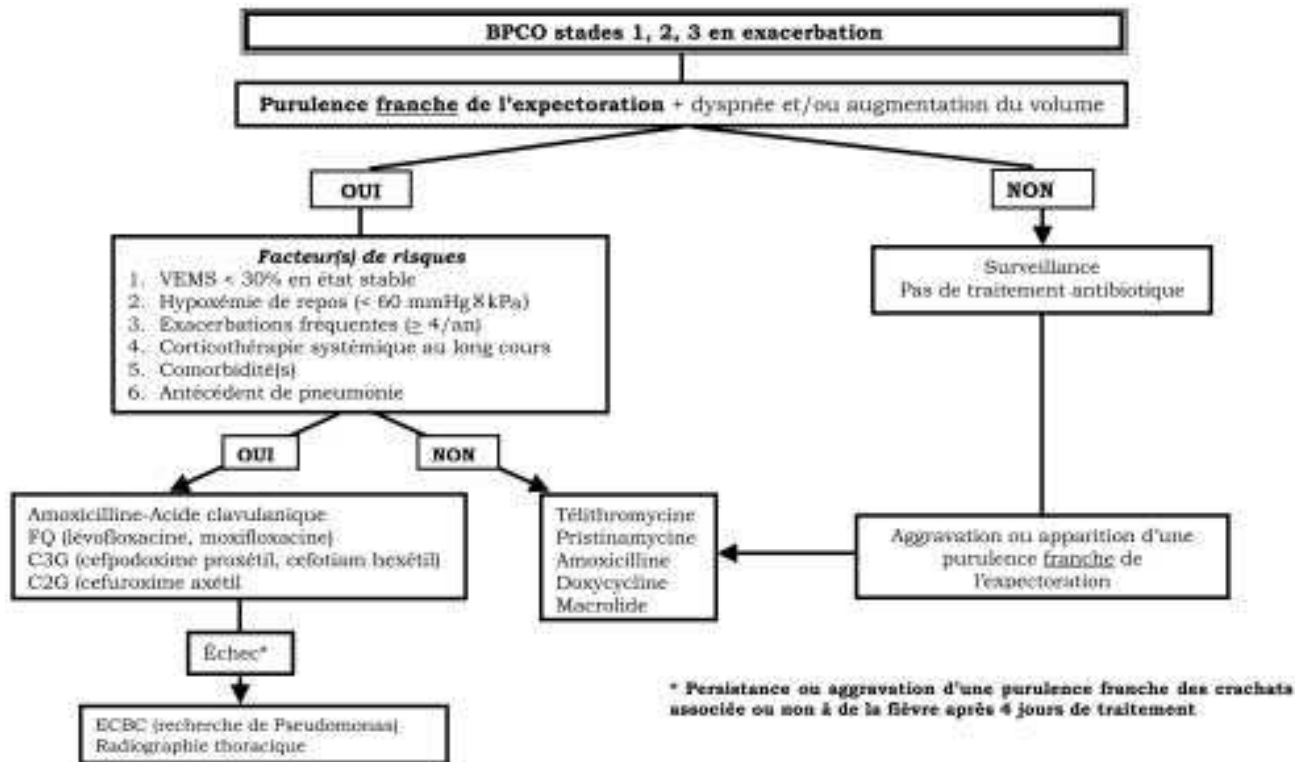 BPCO stades 1, 2, 3 en exacerbation
Purulence franche de l'expectoration + dyspnée et/ou augmentation du volume
OUI
NON
Facteur(s) de risques
1. VEMS < 30% en état stable
2. Hypoxémie de repos (< 60 mmHg 8 kPa)
3. Exacerbations fréquentes (≥ 4/an)
4. Corticothérapie systémique au long cours
5. Comorbidité(s)
6. Antécédent de pneumonie
Surveillance
Pas de traitement antibiotique
OUI
NON
Amoxicilline-Acide clavulanique
FQ (lévofloxacine, moxifloxacine)
C3G (cefpodoxime proxétil, cefotiam hexétil)
C2G (cefuroxime axétil
Télithromycine
Pristinamycine
Amoxicilline
Doxycycline
Macrolide
Aggravation ou apparition d'une
purulence franche de
l'expectoration
Échec*
ECBC (recherche de Pseudomonas)
Radiographie thoracique
* Persistance ou aggravation d'une purulence franche des crachats
associée ou non à de la fièvre après 4 jours de traitement